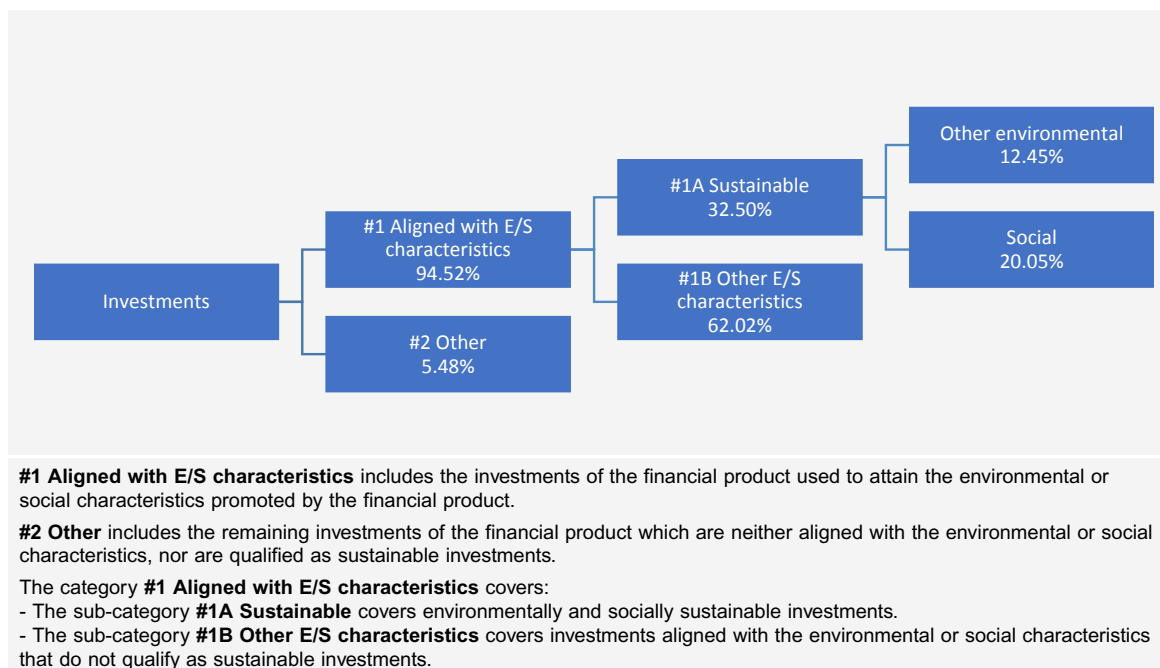 Investments
#1 Aligned with E/S
characteristics
94.52%
#2 Other
5.48%
#1A Sustainable
32.50%
#1B Other E/S
characteristics
62.02%
Other environmental
12.45%
Social
20.05%
#1 Aligned with E/S characteristics includes the investments of the financial product used to attain the environmental or
social characteristics promoted by the financial product.
#2 Other includes the remaining investments of the financial product which are neither aligned with the environmental or social
characteristics, nor are qualified as sustainable investments.
The category #1 Aligned with E/S characteristics covers:
- The sub-category #1A Sustainable covers environmentally and socially sustainable investments.
- The sub-category #1B Other E/S characteristics covers investments aligned with the environmental or social characteristics
that do not qualify as sustainable investments.